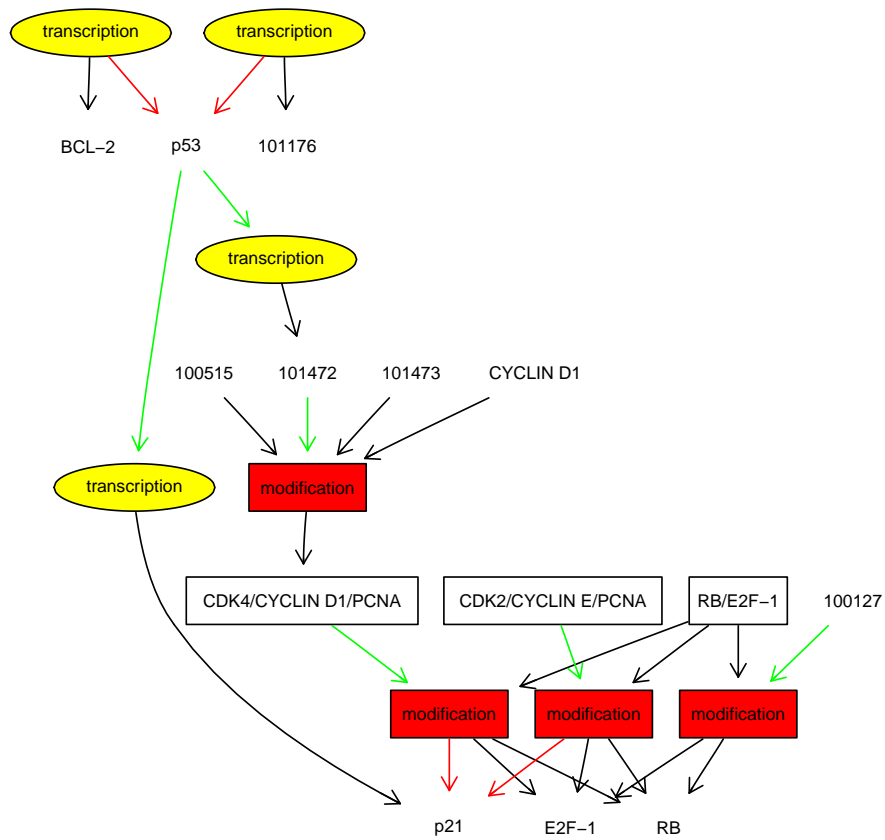 transcription transcription
BCL−2 p53 101176
transcription
100515 101472 101473 CYCLIN D1
transcription modification
CDK4/CYCLIN D1/PCNA CDK2/CYCLIN E/PCNA RB/E2F−1 100127
modification modification modification
p21 E2F−1 RB